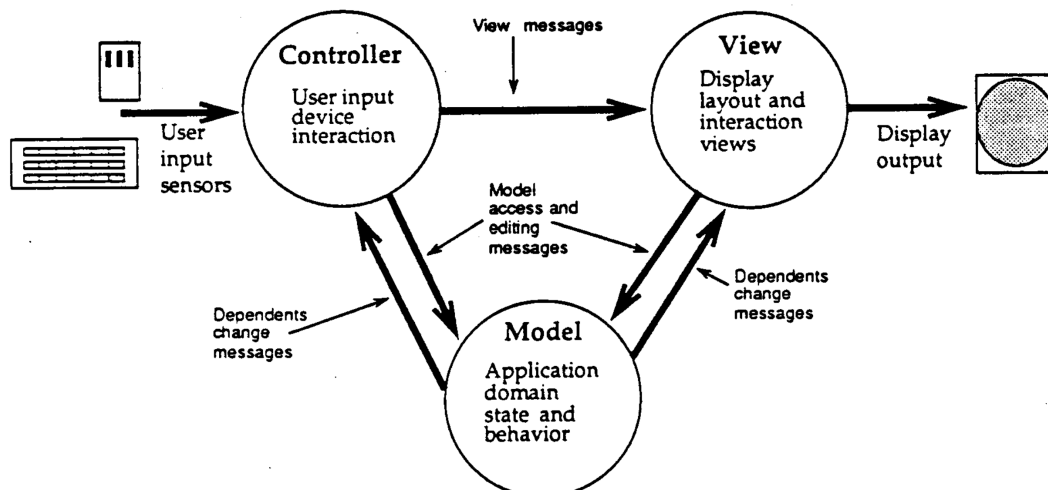 View messages
Controller
User input
device
interaction
View
Display
layout and
interaction
views
User
input
sensors
Display
output
Model
access and
editing
messages
Dependents
change
messages
Dependents
change
messages
Model
Application
domain
state and
behavior